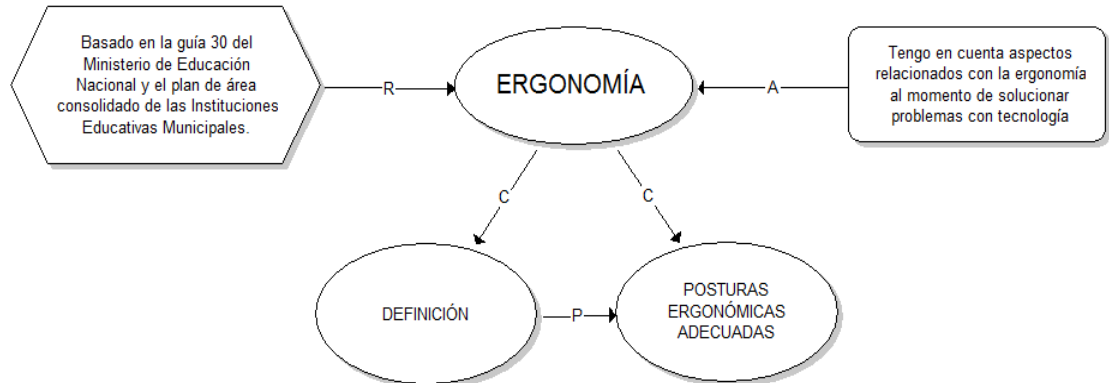 Basado en la guía 30 del
Ministerio de Educación
Nacional y el plan de área
consolidado de las Instituciones
Educativas Municipales.
R
ERGONOMÍA
A
Tengo en cuenta aspectos
relacionados con la ergonomía
al momento de solucionar
problemas con tecnología
C
C
DEFINICIÓN
P
POSTURAS
ERGONÓMICAS
ADECUADAS